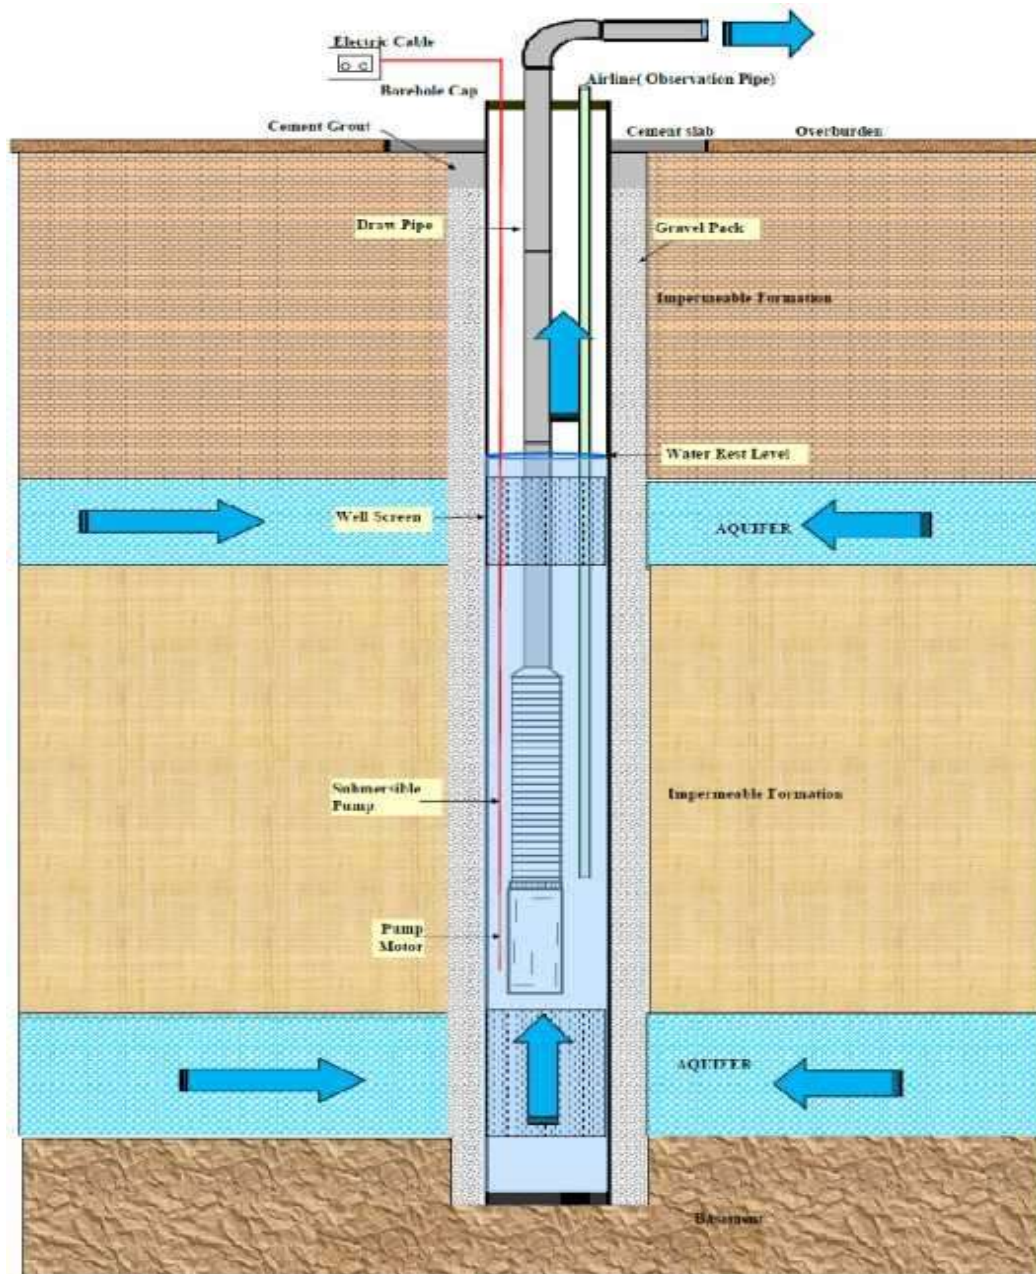 Electric Cable
Airline( Observation Pipe)
Borehole Cap
Cement Grout
Cement slab
Overburden
Draw Pipe
Gravel Pack
Impermeable Formation
Water Rest Level
Well Screen
AQUIFER
Submersible
Pump
Impermeable Formation
Pump
Motor
AQUIFER
Basement